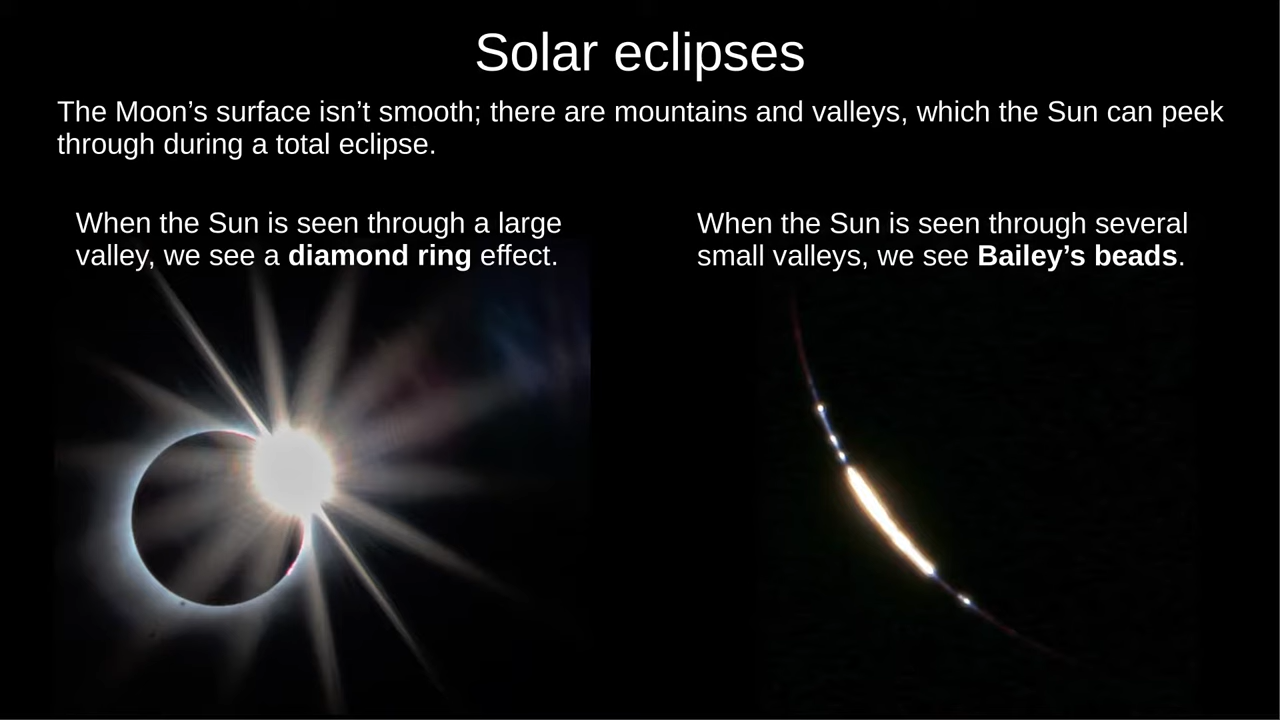 Solar eclipses
The Moon’s surface isn’t smooth; there are mountains and valleys, which the Sun can peek
through during a total eclipse.
When the Sun is seen through a large
valley, we see a diamond ring effect.
When the Sun is seen through several
small valleys, we see Bailey’s beads.